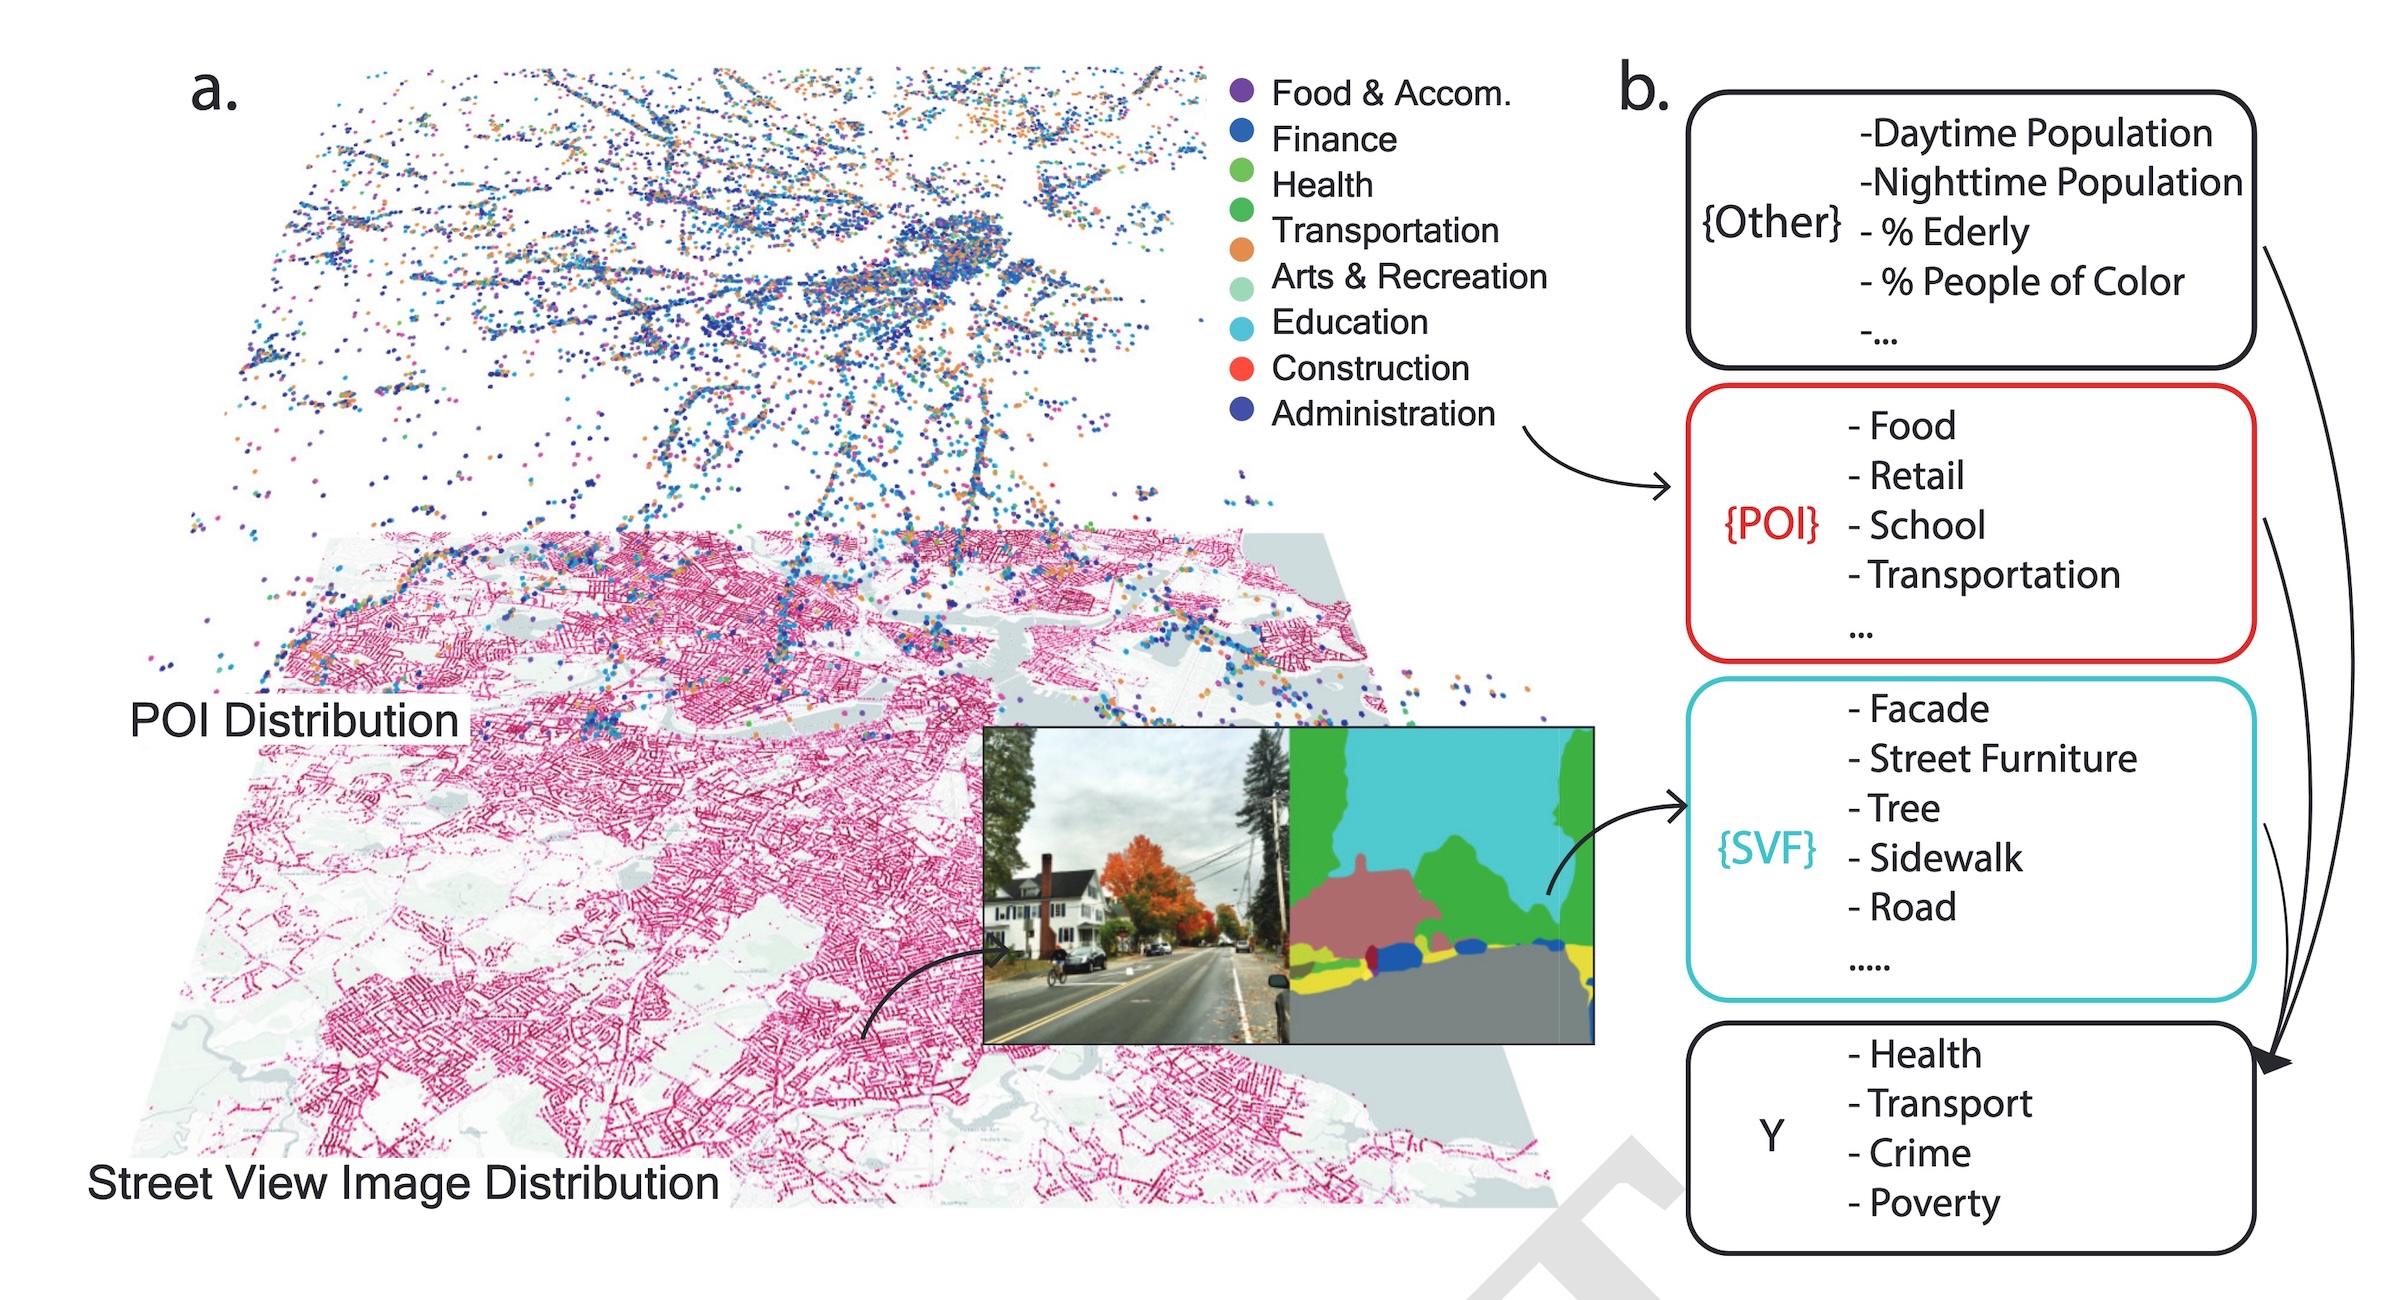 a.
Food & Accom.
Finance
Health
Transportation
Arts & Recreation
Education
Construction
Administration
POI Distribution
Street View Image Distribution
b.
{Other}
-Daytime Population
-Nighttime Population
- % Ederly
- % People of Color
-...
{POI}
- Food
- Retail
- School
- Transportation
...
{SVF}
- Facade
- Street Furniture
- Tree
- Sidewalk
- Road
.....
Y
- Health
- Transport
- Crime
- Poverty